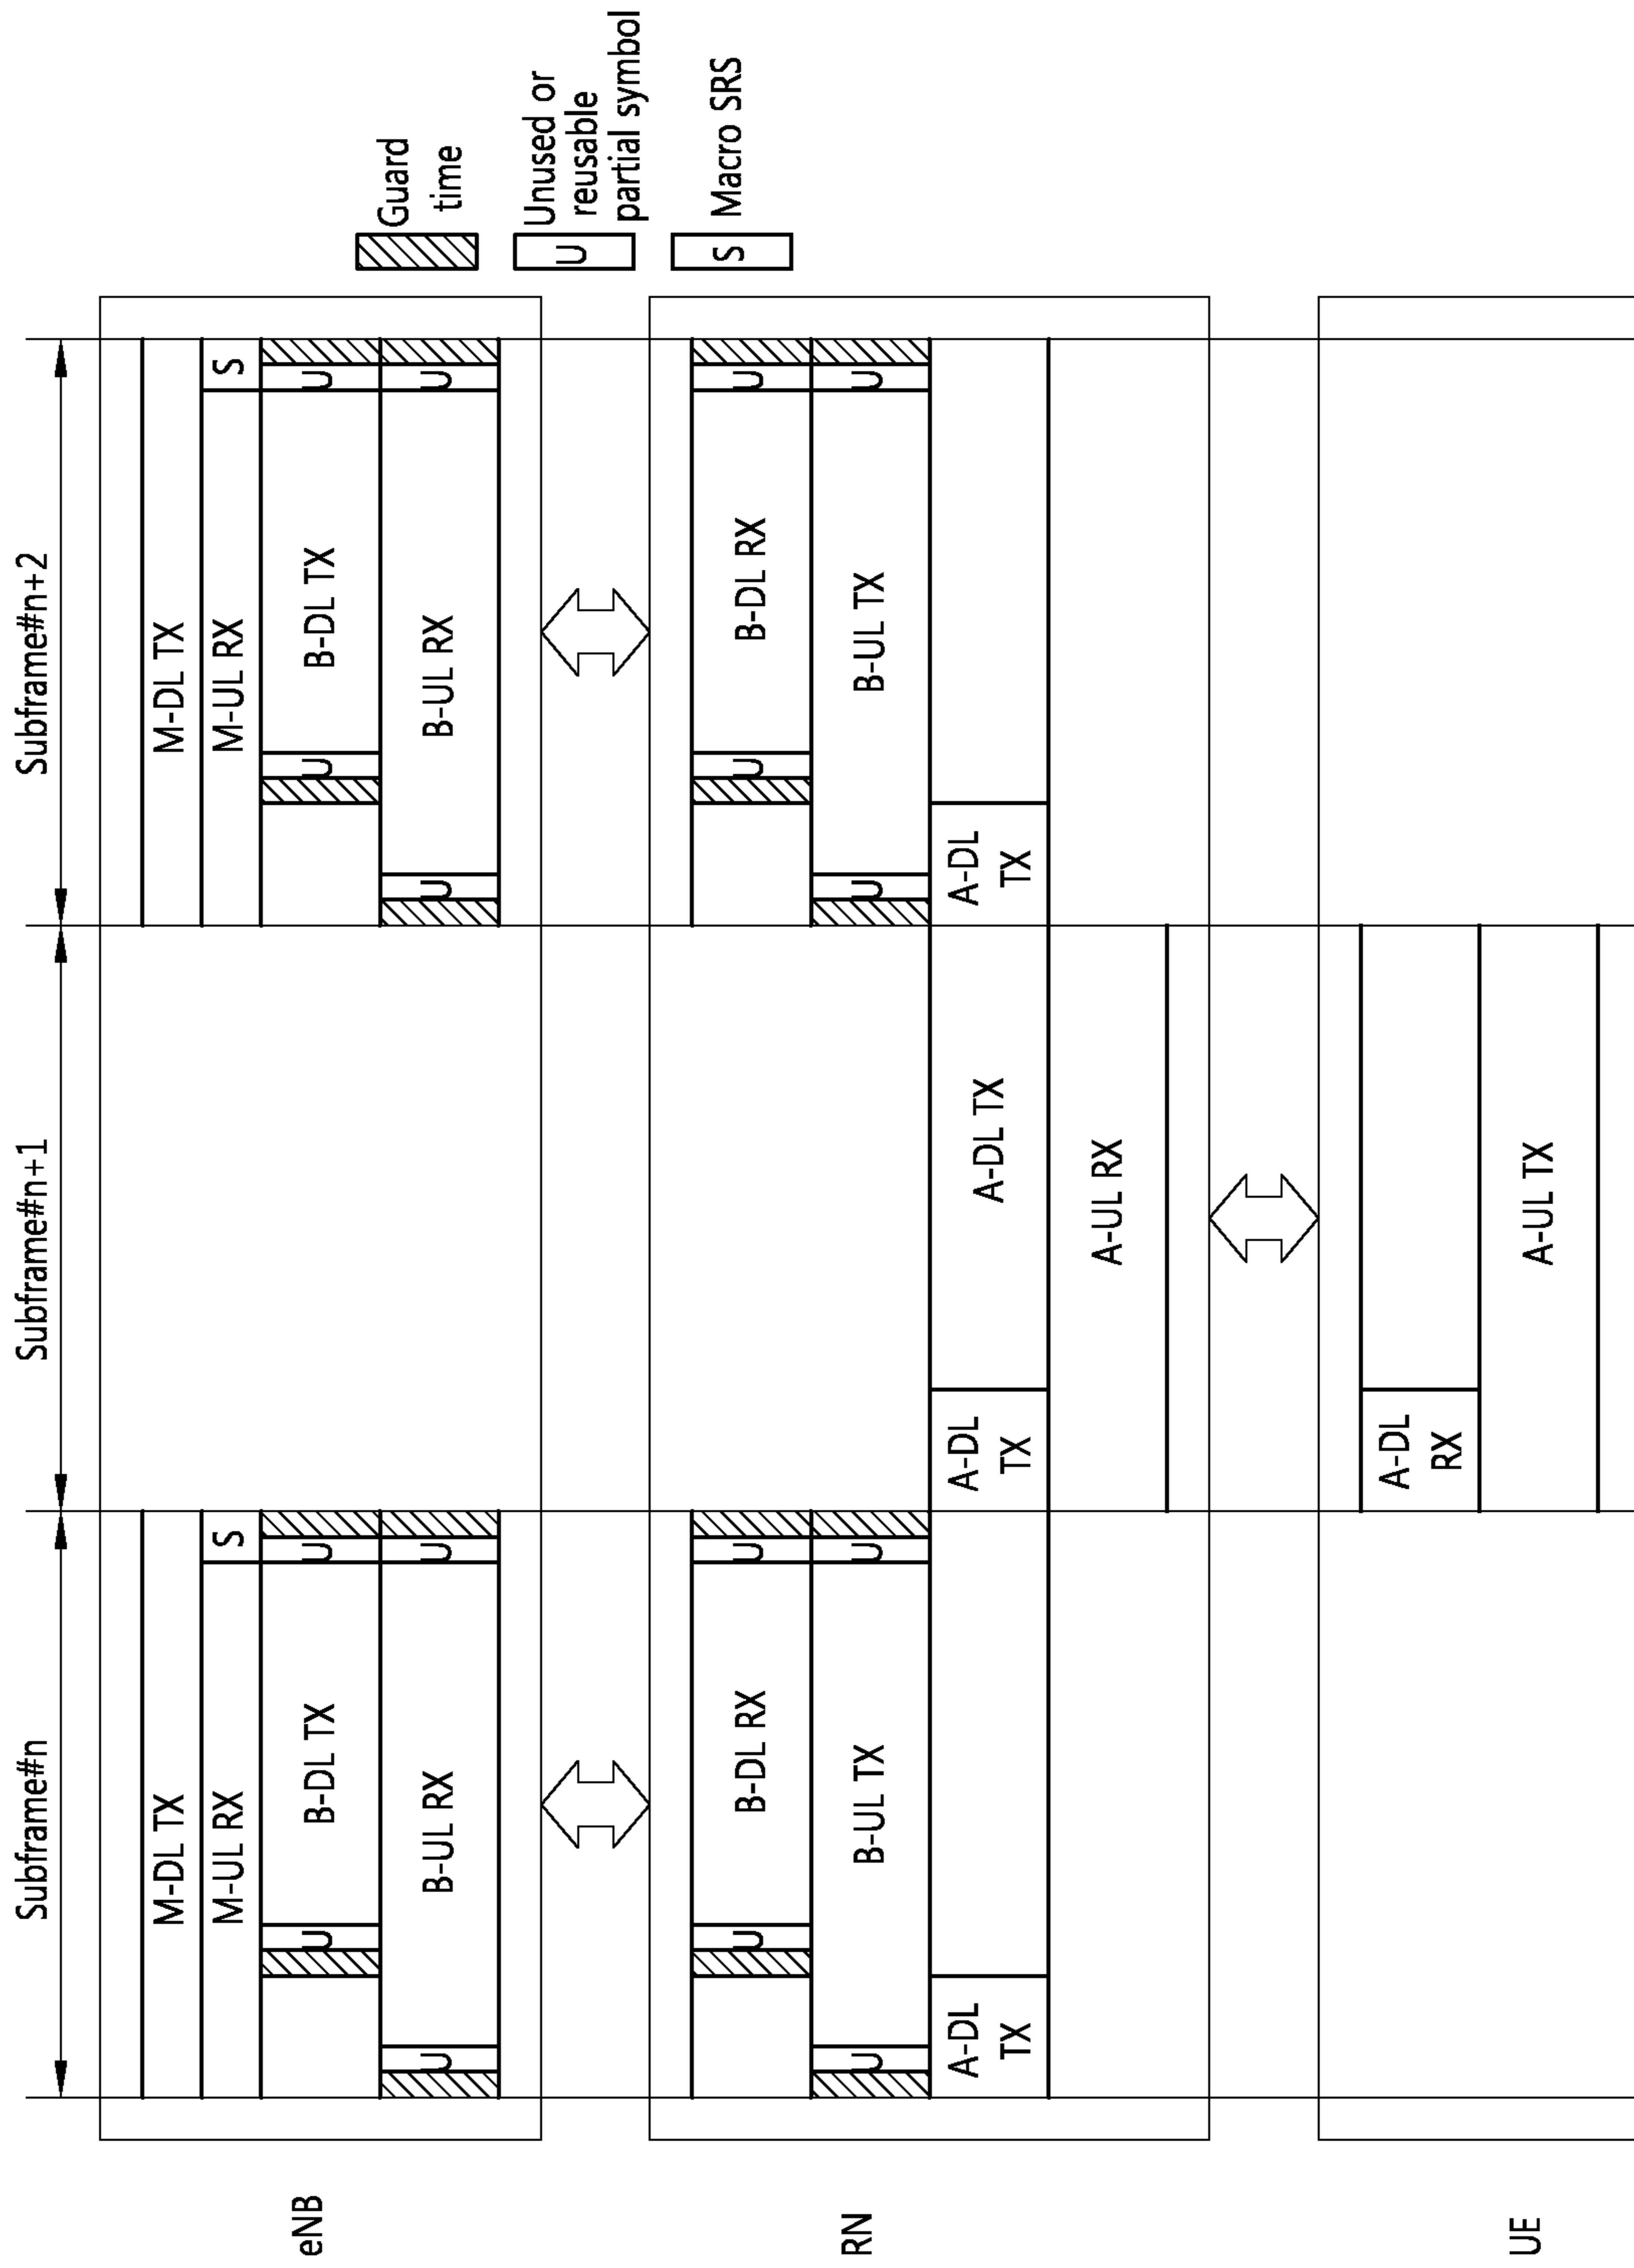 Subframe#n
Subframe#n+1
Subframe#n+2
eNB
M-DL TX
M-DL TX
M-UL RX
S
M-UL RX
S
U
B-DL TX
U
U
B-DL TX
U
U
B-UL RX
U
U
B-UL RX
U
RN
U
B-DL RX
U
U
B-DL RX
U
U
B-UL TX
U
U
B-UL TX
U
A-DL
TX
A-DL
TX
A-DL TX
A-DL
TX
A-UL RX
UE
A-DL
RX
A-UL TX
Guard
time
U
Unused or
reusable
partial symbol
S
Macro SRS